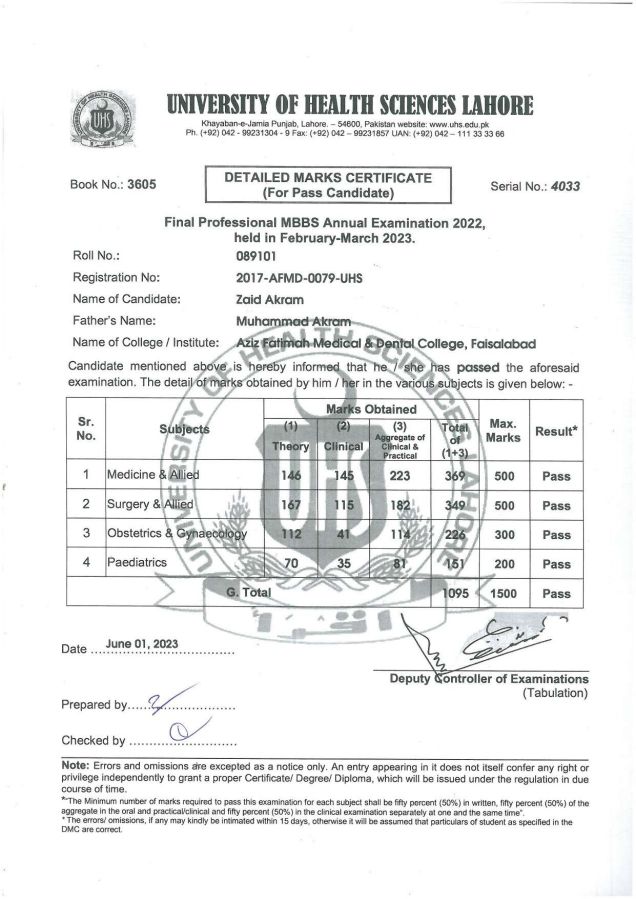 UNIVERSITY OF HEALTH SCIENCES LAHORE
Khayaban-e-Jamia Punjab, Lahore. – 54600, Pakistan website: www.uhs.edu.pk
Ph. (+92) 042 - 99231304 - 9 Fax: (+92) 042 – 99231857 UAN: (+92) 042 – 111 33 33 66
UHS
Book No.: 3605
DETAILED MARKS CERTIFICATE
(For Pass Candidate)
Serial No.: 4033
Final Professional MBBS Annual Examination 2022,
held in February-March 2023.
Roll No.: 089101
Registration No: 2017-AFMD-0079-UHS
Name of Candidate: Zaid Akram
Father's Name: Muhammad Akram
Name of College / Institute: Aziz Fatimah Medical & Dental College, Faisalabad
Candidate mentioned above is hereby informed that he / she has passed the aforesaid
examination. The detail of marks obtained by him / her in the various subjects is given below: -
Sr. No. Subjects Marks Obtained Max. Marks Result*
(1) Theory (2) Clinical (3) Aggregate of Clinical & Practical Total of (1+3)
1 Medicine & Allied 146 145 223 369 500 Pass
2 Surgery & Allied 167 115 182 349 500 Pass
3 Obstetrics & Gynaecology 112 41 114 226 300 Pass
4 Paediatrics 70 35 81 151 200 Pass
G. Total 1095 1500 Pass
UNIVERSITY OF HEALTH SCIENCES LAHORE
UHS
Date June 01, 2023
Deputy Controller of Examinations
(Tabulation)
Prepared by
Checked by
Note: Errors and omissions are excepted as a notice only. An entry appearing in it does not itself confer any right or
privilege independently to grant a proper Certificate/ Degree/ Diploma, which will be issued under the regulation in due
course of time.
*"The Minimum number of marks required to pass this examination for each subject shall be fifty percent (50%) in written, fifty percent (50%) of the
aggregate in the oral and practical/clinical and fifty percent (50%) in the clinical examination separately at one and the same time".
* The errors/ omissions, if any may kindly be intimated within 15 days, otherwise it will be assumed that particulars of student as specified in the
DMC are correct.